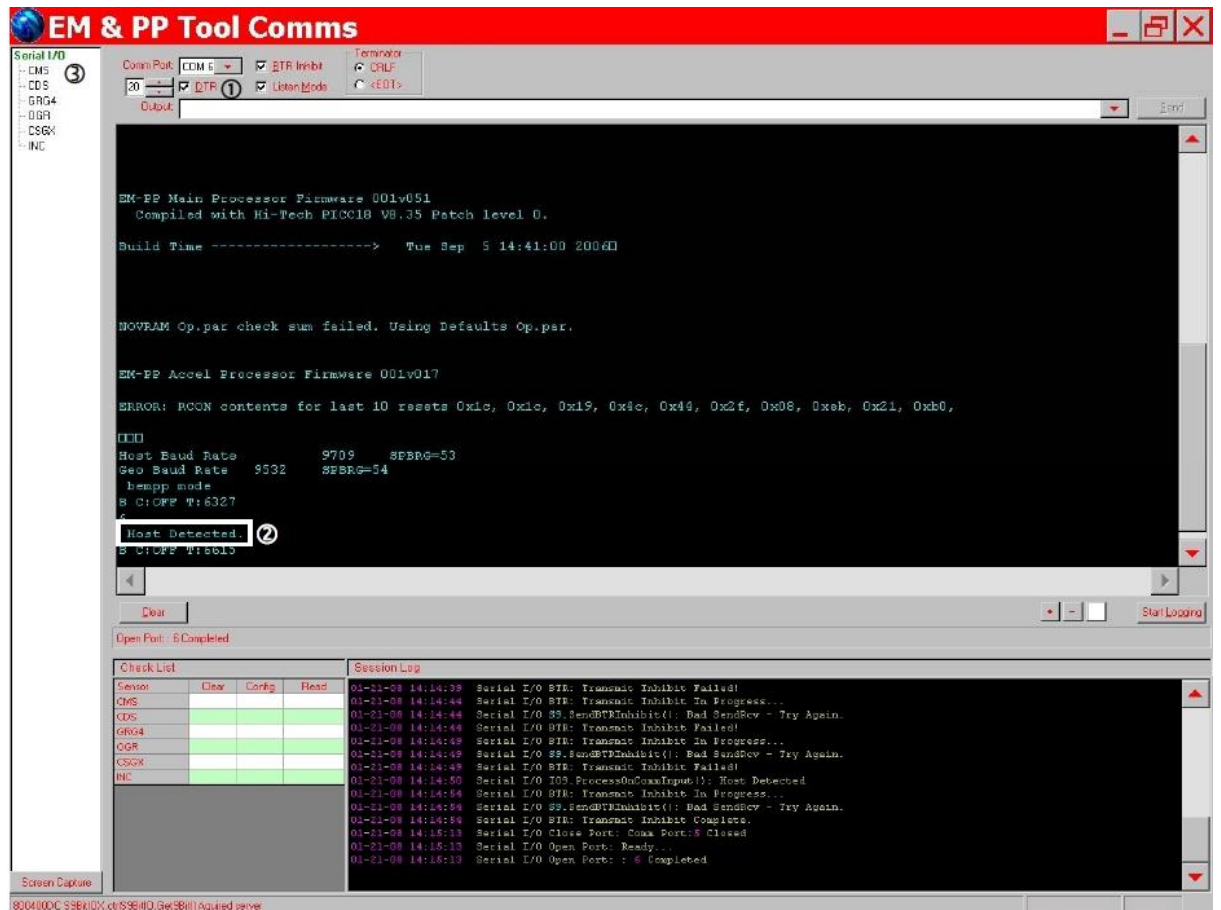 EM & PP Tool Comms
Serial I/O
CMS
CDS
GRG4
OGR
CSGX
INC
③
Comm Port: COM 6
BTR Inhibit
Terminator
CRLF
20
DTR
①
Listen Mode
<EOT>
Output:
Send
EM-PP Main Processor Firmware 001v051
Compiled with Hi-Tech PICC18 V8.35 Patch level 0.
Build Time --------------------> Tue Sep 5 14:41:00 2006
NOVRAM Op.par check sum failed. Using Defaults Op.par.
EM-PP Accel Processor Firmware 001v017
ERROR: RCON contents for last 10 resets 0x1c, 0x1c, 0x19, 0x4c, 0x44, 0x2f, 0x08, 0xeb, 0x21, 0xb0,
Host Baud Rate 9709 SPBRG=53
Geo Baud Rate 9532 SPBRG=54
bempp mode
B C:OFF T:6327
Host Detected. ②
B C:OFF T:6615
Clear
+
-
Start Logging
Open Port: : 6 Completed
Check List
Sensor Clear Config Read
CMS
CDS
GRG4
OGR
CSGX
INC
Session Log
01-21-08 14:14:39 Serial I/O BTR: Transmit Inhibit Failed!
01-21-08 14:14:44 Serial I/O BTR: Transmit Inhibit In Progress...
01-21-08 14:14:44 Serial I/O S9.SendBTRInhibit(): Bad SendRcv - Try Again.
01-21-08 14:14:44 Serial I/O BTR: Transmit Inhibit Failed!
01-21-08 14:14:49 Serial I/O BTR: Transmit Inhibit In Progress...
01-21-08 14:14:49 Serial I/O S9.SendBTRInhibit(): Bad SendRcv - Try Again.
01-21-08 14:14:49 Serial I/O BTR: Transmit Inhibit Failed!
01-21-08 14:14:50 Serial I/O IO9.ProcessOnCommInput(): Host Detected
01-21-08 14:14:54 Serial I/O BTR: Transmit Inhibit In Progress...
01-21-08 14:14:54 Serial I/O S9.SendBTRInhibit(): Bad SendRcv - Try Again.
01-21-08 14:14:54 Serial I/O BTR: Transmit Inhibit Complete.
01-21-08 14:15:13 Serial I/O Close Port: Comm Port:5 Closed
01-21-08 14:15:13 Serial I/O Open Port: Ready...
01-21-08 14:15:13 Serial I/O Open Port: : 6 Completed
Screen Capture
Aquired server